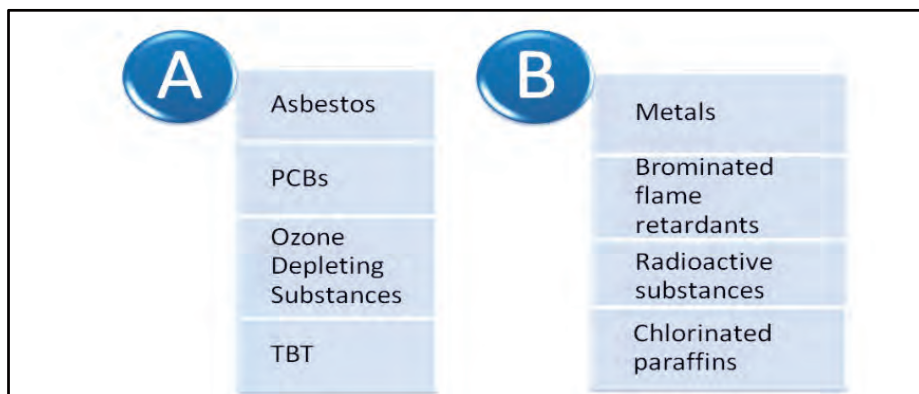 A
Asbestos
PCBs
Ozone
Depleting
Substances
TBT
B
Metals
Brominated
flame
retardants
Radioactive
substances
Chlorinated
paraffins